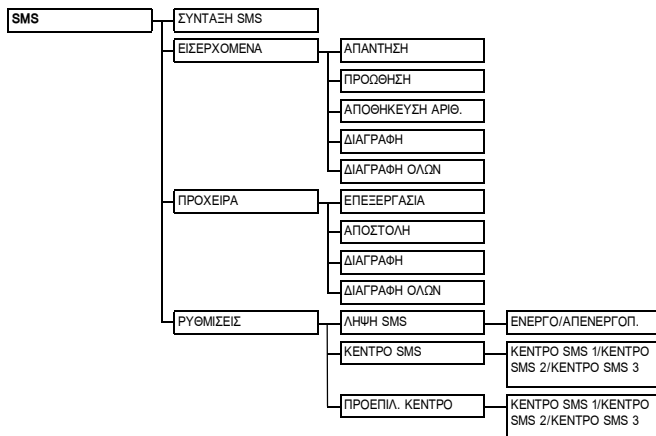 SMS
ΣΥΝΤΑΞΗ SMS
ΕΙΣΕΡΧΟΜΕΝΑ
ΑΠΑΝΤΗΣΗ
ΠΡΟΩΘΗΣΗ
ΑΠΟΘΗΚΕΥΣΗ ΑΡΙΘ.
ΔΙΑΓΡΑΦΗ
ΔΙΑΓΡΑΦΗ ΟΛΩΝ
ΠΡΟΧΕΙΡΑ
ΕΠΕΞΕΡΓΑΣΙΑ
ΑΠΟΣΤΟΛΗ
ΔΙΑΓΡΑΦΗ
ΔΙΑΓΡΑΦΗ ΟΛΩΝ
ΡΥΘΜΙΣΕΙΣ
ΛΗΨΗ SMS
ΕΝΕΡΓΟ/ΑΠΕΝΕΡΓΟΠ.
ΚΕΝΤΡΟ SMS
ΚΕΝΤΡΟ SMS 1/ΚΕΝΤΡΟ
SMS 2/ΚΕΝΤΡΟ SMS 3
ΠΡΟΕΠΙΛ. ΚΕΝΤΡΟ
ΚΕΝΤΡΟ SMS 1/ΚΕΝΤΡΟ
SMS 2/ΚΕΝΤΡΟ SMS 3